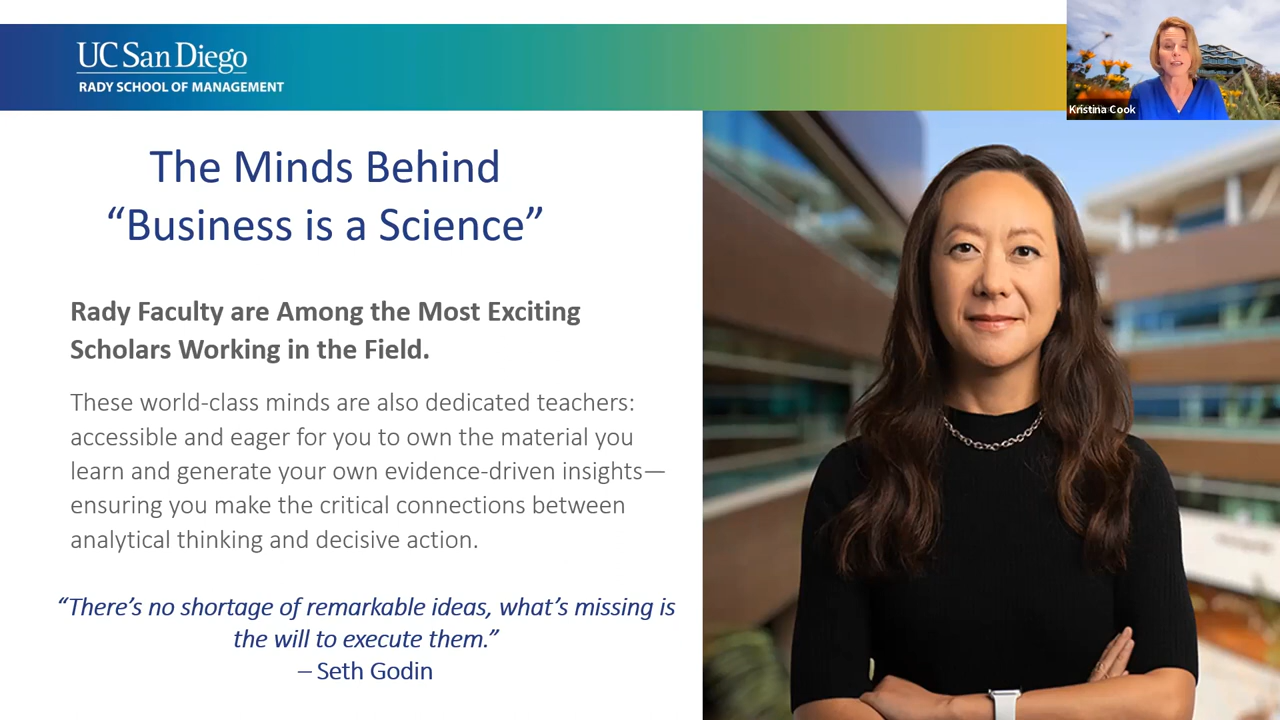 UC San Diego
RADY SCHOOL OF MANAGEMENT
Kristina Cook
The Minds Behind
“Business is a Science”
Rady Faculty are Among the Most Exciting
Scholars Working in the Field.
These world-class minds are also dedicated teachers:
accessible and eager for you to own the material you
learn and generate your own evidence-driven insights—
ensuring you make the critical connections between
analytical thinking and decisive action.
“There’s no shortage of remarkable ideas, what’s missing is
the will to execute them.”
– Seth Godin